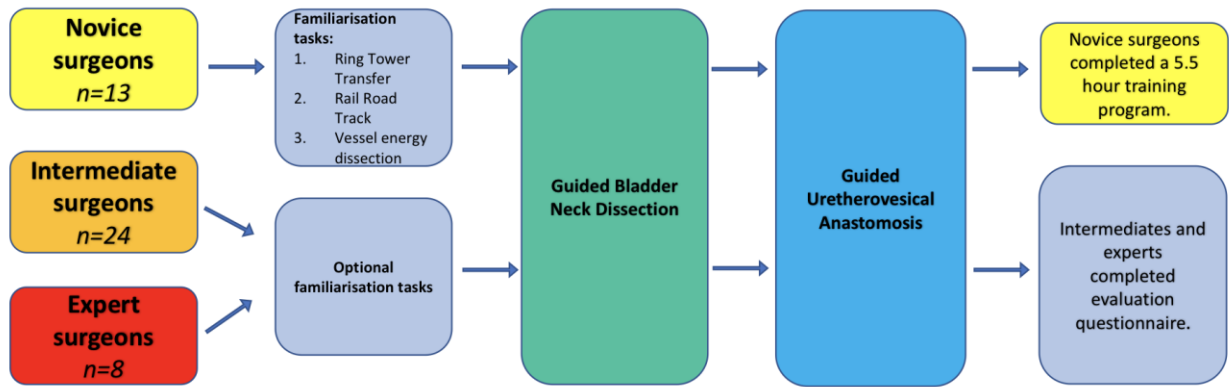 Novice
surgeons
n=13
Intermediate
surgeons
n=24
Expert
surgeons
n=8
Familiarisation
tasks:
1. Ring Tower
Transfer
2. Rail Road
Track
3. Vessel energy
dissection
Optional
familiarisation tasks
Guided Bladder
Neck Dissection
Guided
Uretherovesical
Anastomosis
Novice surgeons
completed a 5.5
hour training
program.
Intermediates and
experts
completed
evaluation
questionnaire.